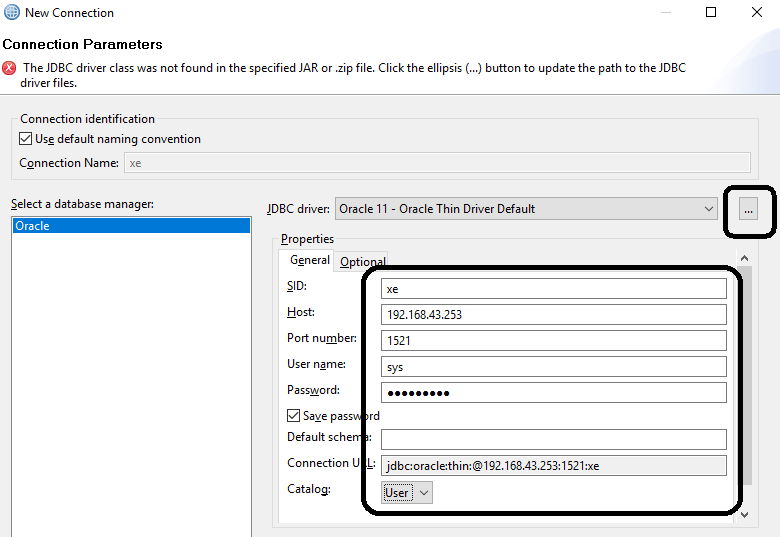 New Connection
Connection Parameters
The JDBC driver class was not found in the specified JAR or .zip file. Click the ellipsis (...) button to update the path to the JDBC
driver files.
Connection identification
Use default naming convention
Connection Name: xe
Select a database manager:
Oracle
JDBC driver: Oracle 11 - Oracle Thin Driver Default ...
Properties
General Optional
SID: xe
Host: 192.168.43.253
Port number: 1521
User name: sys
Password: ●●●●●●●●●
Save password
Default schema:
Connection URL: jdbc:oracle:thin:@192.168.43.253:1521:xe
Catalog: User